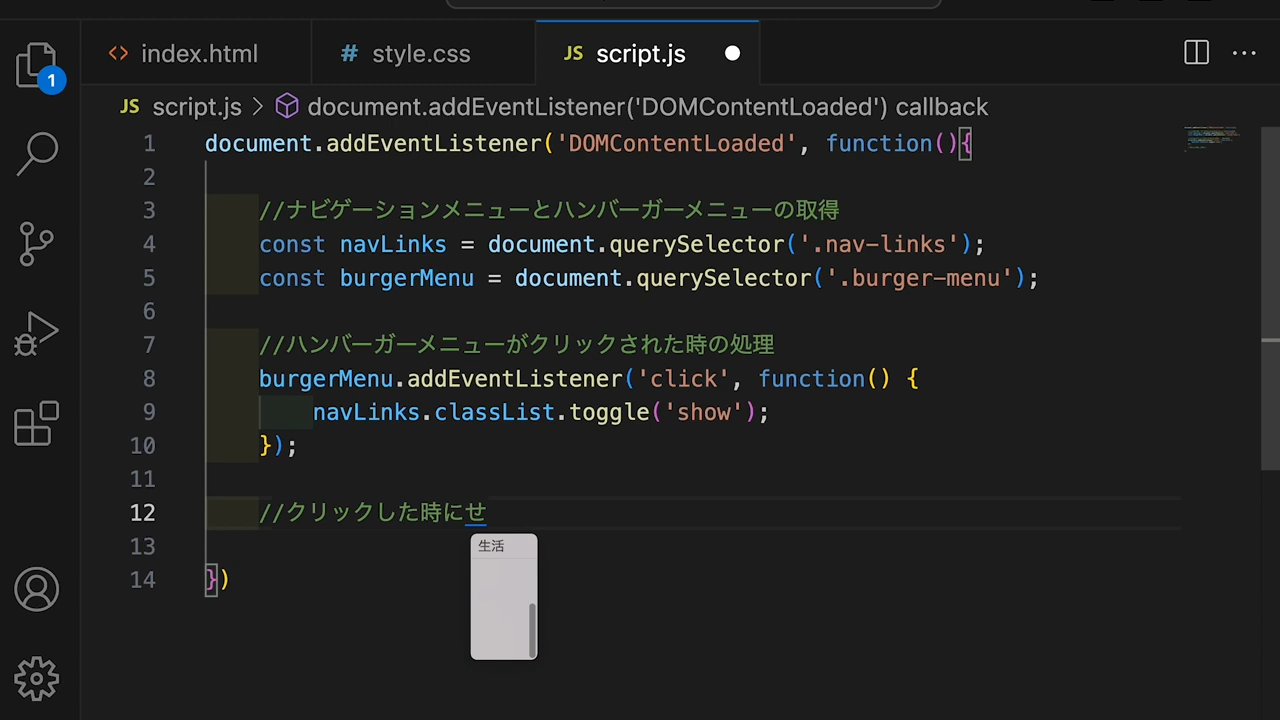 index.html
# style.css
JS script.js
1
JS script.js > document.addEventListener('DOMContentLoaded') callback
1 document.addEventListener('DOMContentLoaded', function(){
2
3 //ナビゲーションメニューとハンバーガーメニューの取得
4 const navLinks = document.querySelector('.nav-links');
5 const burgerMenu = document.querySelector('.burger-menu');
6
7 //ハンバーガーメニューがクリックされた時の処理
8 burgerMenu.addEventListener('click', function() {
9 navLinks.classList.toggle('show');
10 });
11
12 //クリックした時にせ
生活
13
14 })